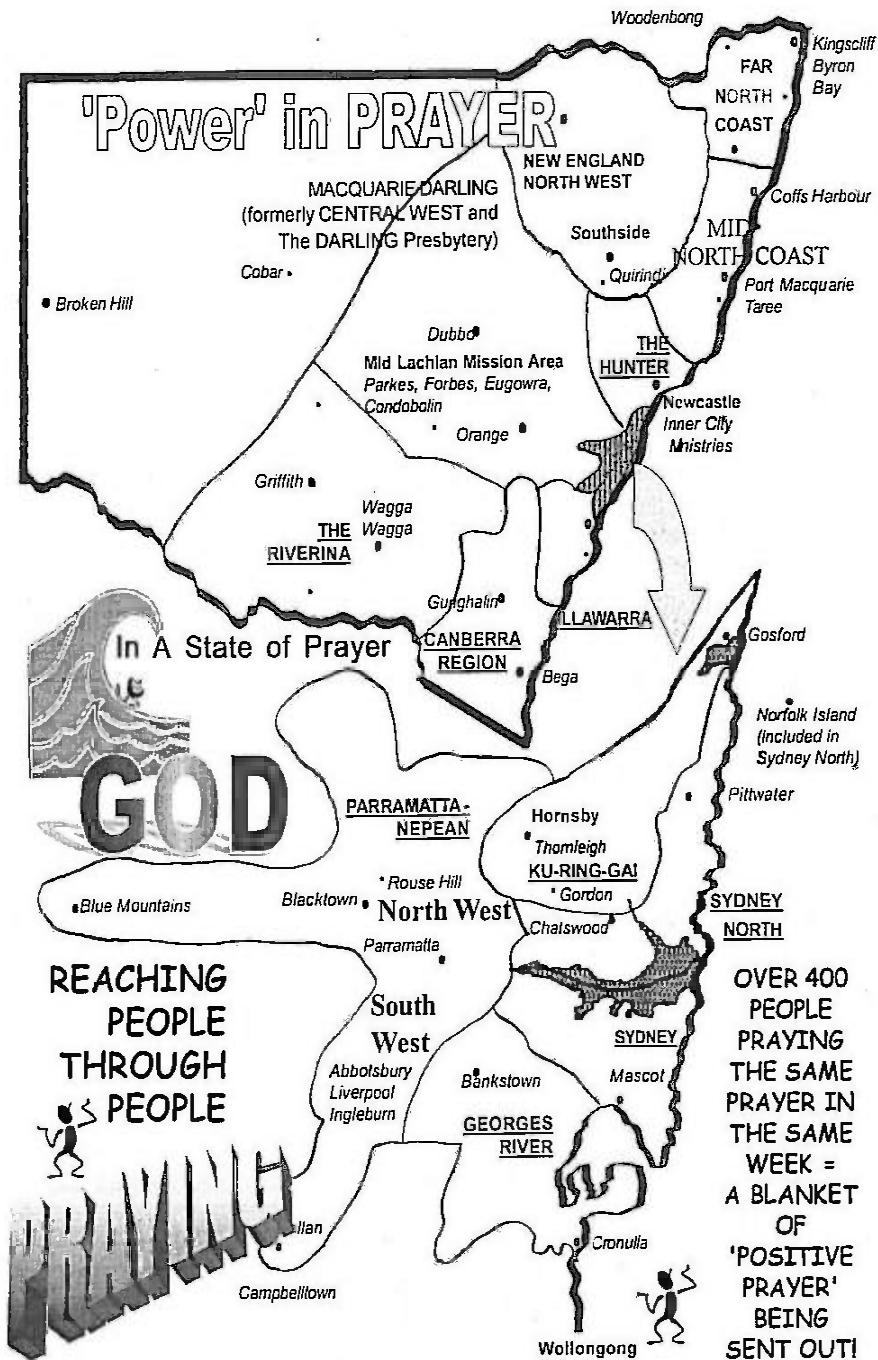 Woodenbong
Kingscliff
Byron
Bay
FAR
NORTH
COAST
'Power' in PRAYER
NEW ENGLAND
NORTH WEST
MACQUARIE-DARLING
(formerly CENTRAL WEST and
The DARLING Presbytery)
Coffs Harbour
MID
NORTH COAST
Southside
Quirindi
Cobar
Port Macquarie
Taree
Broken Hill
Dubbo
THE
HUNTER
Mid Lachlan Mission Area
Parkes, Forbes, Eugowra,
Condobolin
Orange
Newcastle
Inner City
Mnistries
Griffith
Wagga
Wagga
THE
RIVERINA
Gunghalin
ILLAWARRA
CANBERRA
REGION
Bega
In A State of Prayer
GOD
Gosford
Norfolk Island
(Included in
Sydney North)
Pittwater
PARRAMATTA-
NEPEAN
Hornsby
Thornleigh
KU-RING-GAI
Gordon
Rouse Hill
Blacktown
Blue Mountains
North West
Chatswood
SYDNEY
NORTH
Parramatta
South
West
SYDNEY
Abbotsbury
Liverpool
Ingleburn
Bankstown
Mascot
GEORGES
RIVER
REACHING
PEOPLE
THROUGH
PEOPLE
PRAYING
llan
Campbelltown
Cronulla
Wollongong
OVER 400
PEOPLE
PRAYING
THE SAME
PRAYER IN
THE SAME
WEEK =
A BLANKET
OF
'POSITIVE
PRAYER'
BEING
SENT OUT!